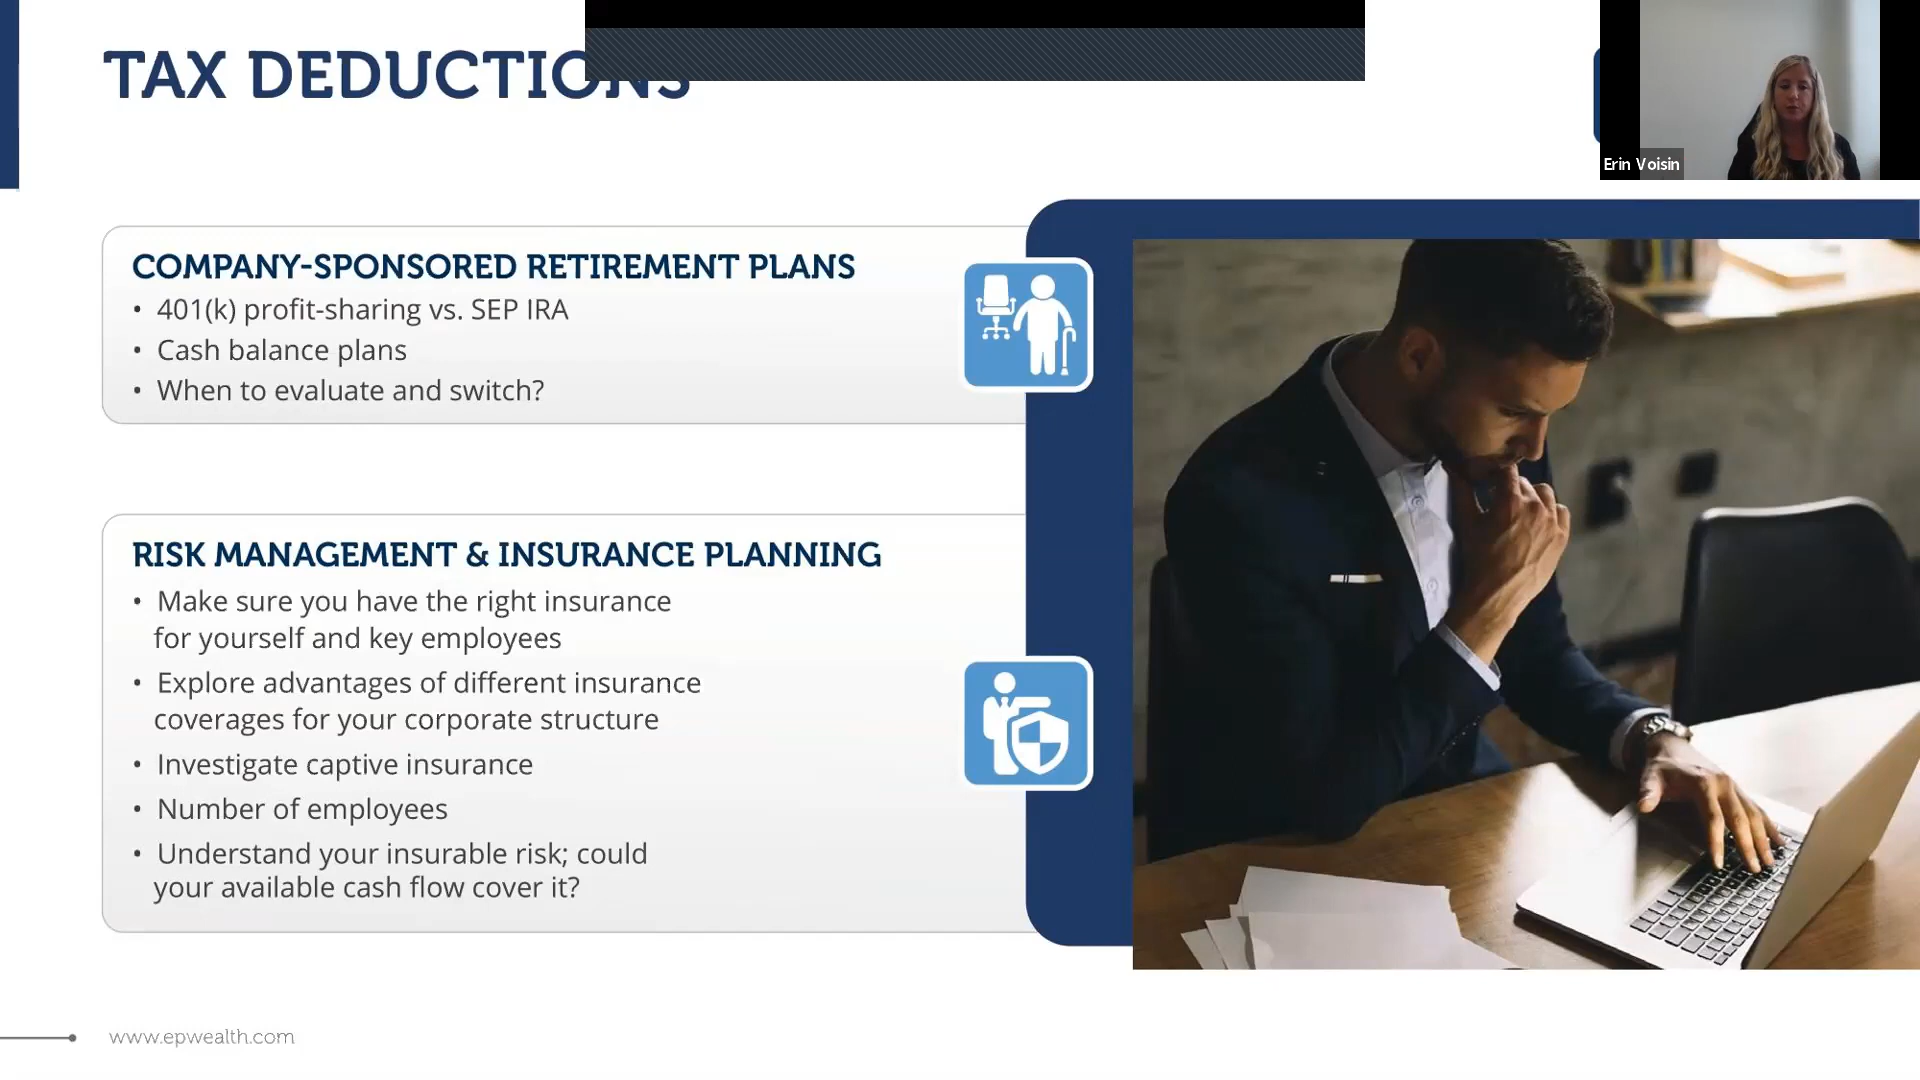 TAX DEDUCTIONS
Erin Voisin
COMPANY-SPONSORED RETIREMENT PLANS
• 401(k) profit-sharing vs. SEP IRA
• Cash balance plans
• When to evaluate and switch?
RISK MANAGEMENT & INSURANCE PLANNING
• Make sure you have the right insurance
for yourself and key employees
• Explore advantages of different insurance
coverages for your corporate structure
• Investigate captive insurance
• Number of employees
• Understand your insurable risk; could
your available cash flow cover it?
www.epwealth.com